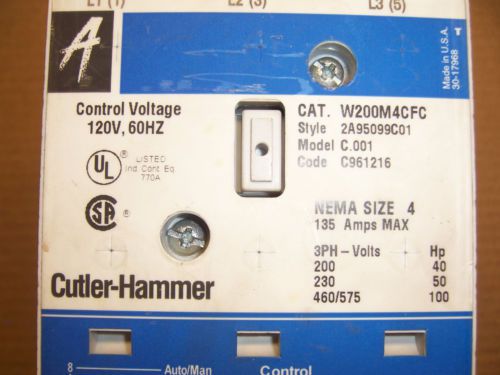 L1 (1) L2 (3) L3 (5)
A
Made in U.S.A.
30-17968
T
Control Voltage
120V, 60HZ
UL ®
LISTED
Ind. Cont. Eq.
770A
SA ®
CAT. W200M4CFC
Style 2A95099C01
Model C.001
Code C961216
NEMA SIZE 4
135 Amps MAX
3PH-Volts Hp
200 40
230 50
460/575 100
Cutler-Hammer
8
Auto/Man
Control